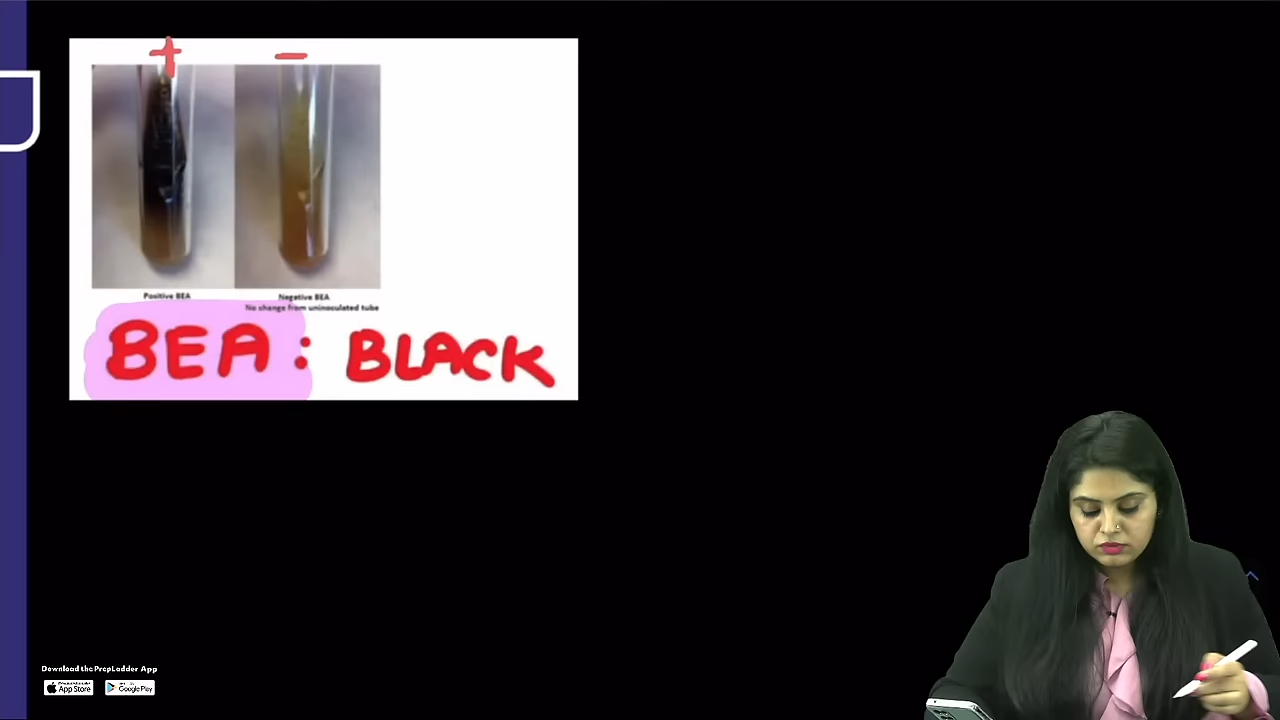 + −
Positive BEA
Negative BEA
No change from uninoculated tube
BEA : BLACK
Download the PrepLadder App
App Store
Google Play